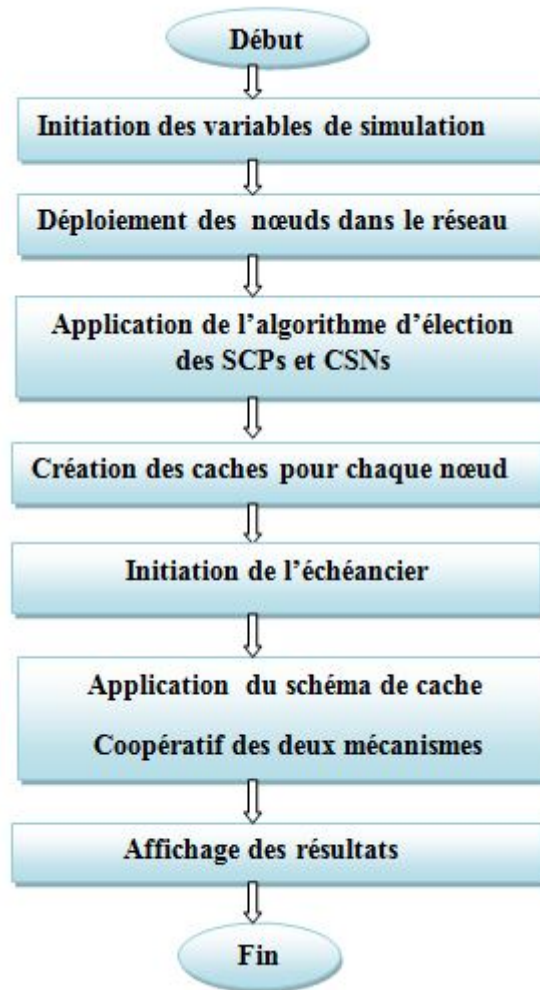 Début
Initiation des variables de simulation
Déploiement des nœuds dans le réseau
Application de l’algorithme d’élection
des SCPs et CSNs
Création des caches pour chaque nœud
Initiation de l’échéancier
Application du schéma de cache
Coopératif des deux mécanismes
Affichage des résultats
Fin